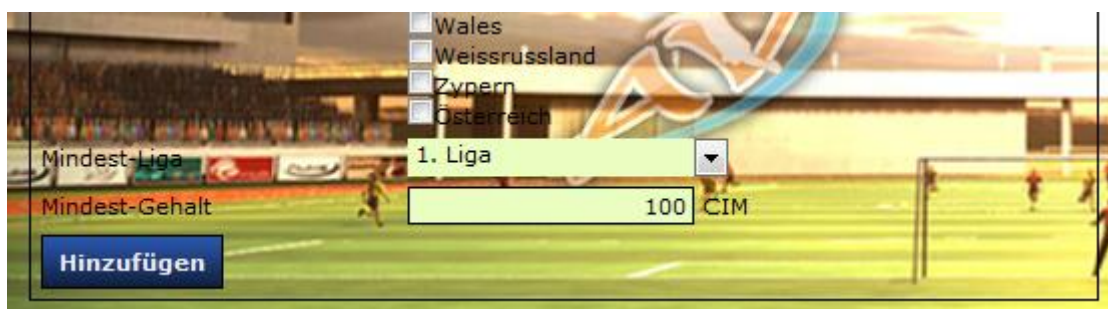 Wales
Weissrussland
Zypern
Österreich
Mindest-Liga 1. Liga
Mindest-Gehalt 100 CIM
Hinzufügen